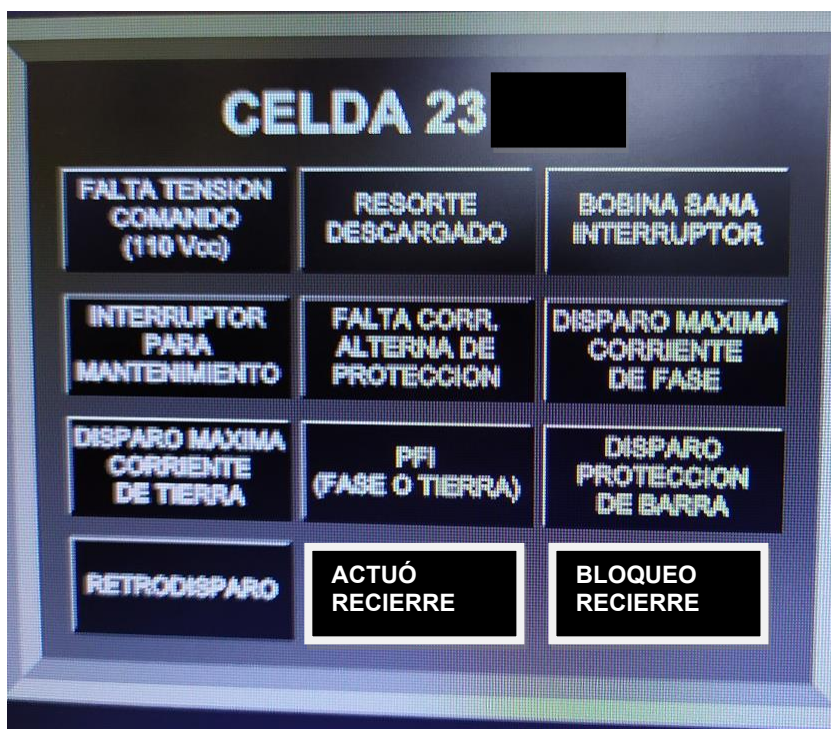 CELDA 23
FALTA TENSION
COMANDO
(110 Vcc)
RESORTE
DESCARGADO
BOBINA SANA
INTERRUPTOR
INTERRUPTOR
PARA
MANTENIMIENTO
FALTA CORR.
ALTERNA DE
PROTECCION
DISPARO MAXIMA
CORRIENTE
DE FASE
DISPARO MAXIMA
CORRIENTE
DE TIERRA
PFI
(FASE O TIERRA)
DISPARO
PROTECCION
DE BARRA
RETRODISPARO
ACTUÓ
RECIERRE
BLOQUEO
RECIERRE